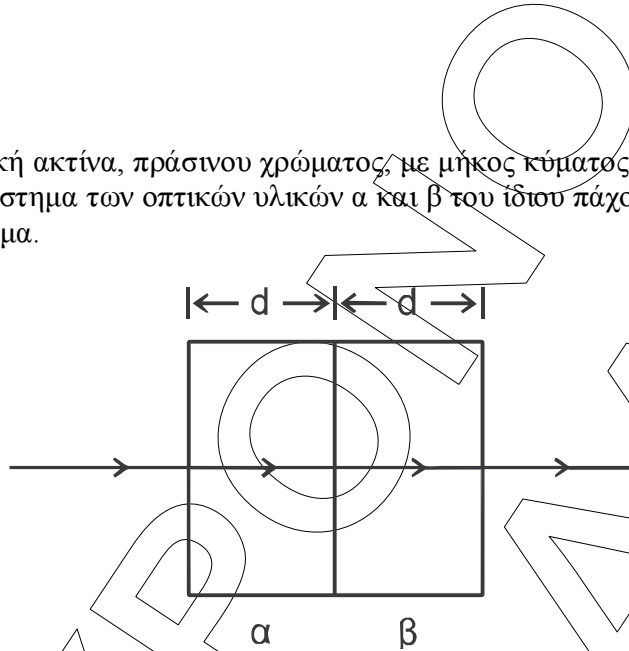 κή ακτίνα, πράσινου χρώματος, με μήκος κύματος
στημα των οπτικών υλικών α και β του ίδιου πάχο
μα.
d d
α β